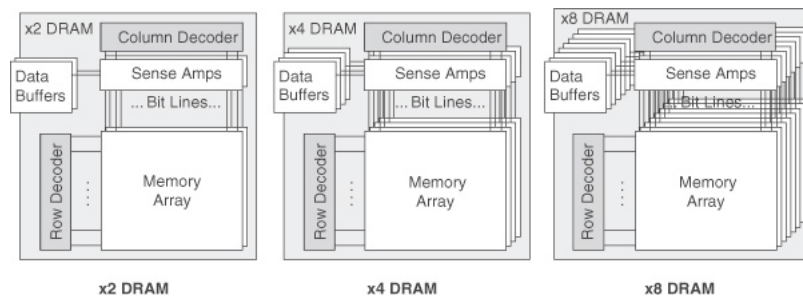 x2 DRAM
Column Decoder
Data
Buffers
Sense Amps
... Bit Lines...
Row Decoder
. . . .
Memory
Array
x2 DRAM
x4 DRAM
Column Decoder
Data
Buffers
Sense Amps
... Bit Lines...
Row Decoder
. . . .
Memory
Array
x4 DRAM
x8 DRAM
Column Decoder
Data
Buffers
Sense Amps
... Bit Lines...
Row Decoder
. . . .
Memory
Array
x8 DRAM